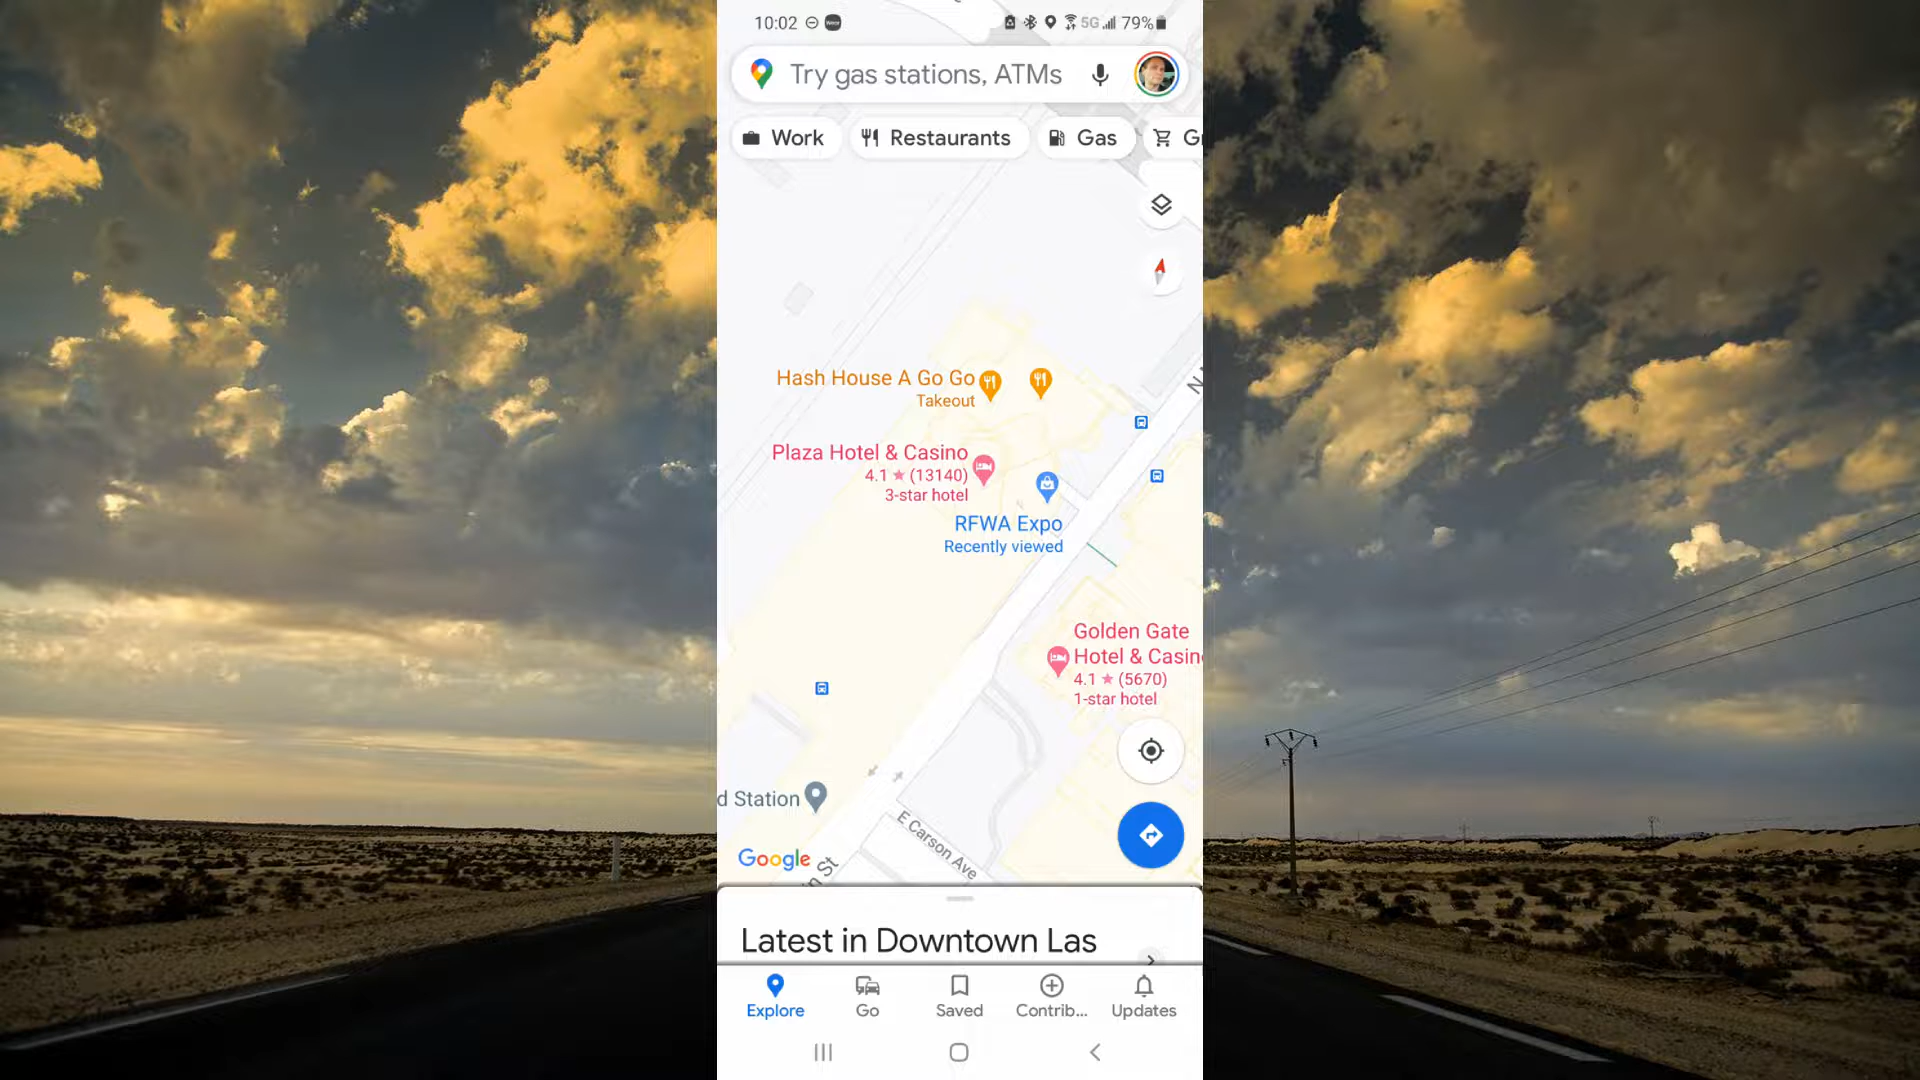 10:02
5G 79%
Try gas stations, ATMs
Work
Restaurants
Gas
Gr
N
Hash House A Go Go
Takeout
Plaza Hotel & Casino
4.1 ★ (13140)
3-star hotel
RFWA Expo
Recently viewed
Golden Gate
Hotel & Casin
4.1 ★ (5670)
1-star hotel
d Station
E Carson Ave
Google
n St
Latest in Downtown Las
Explore
Go
Saved
Contrib...
Updates